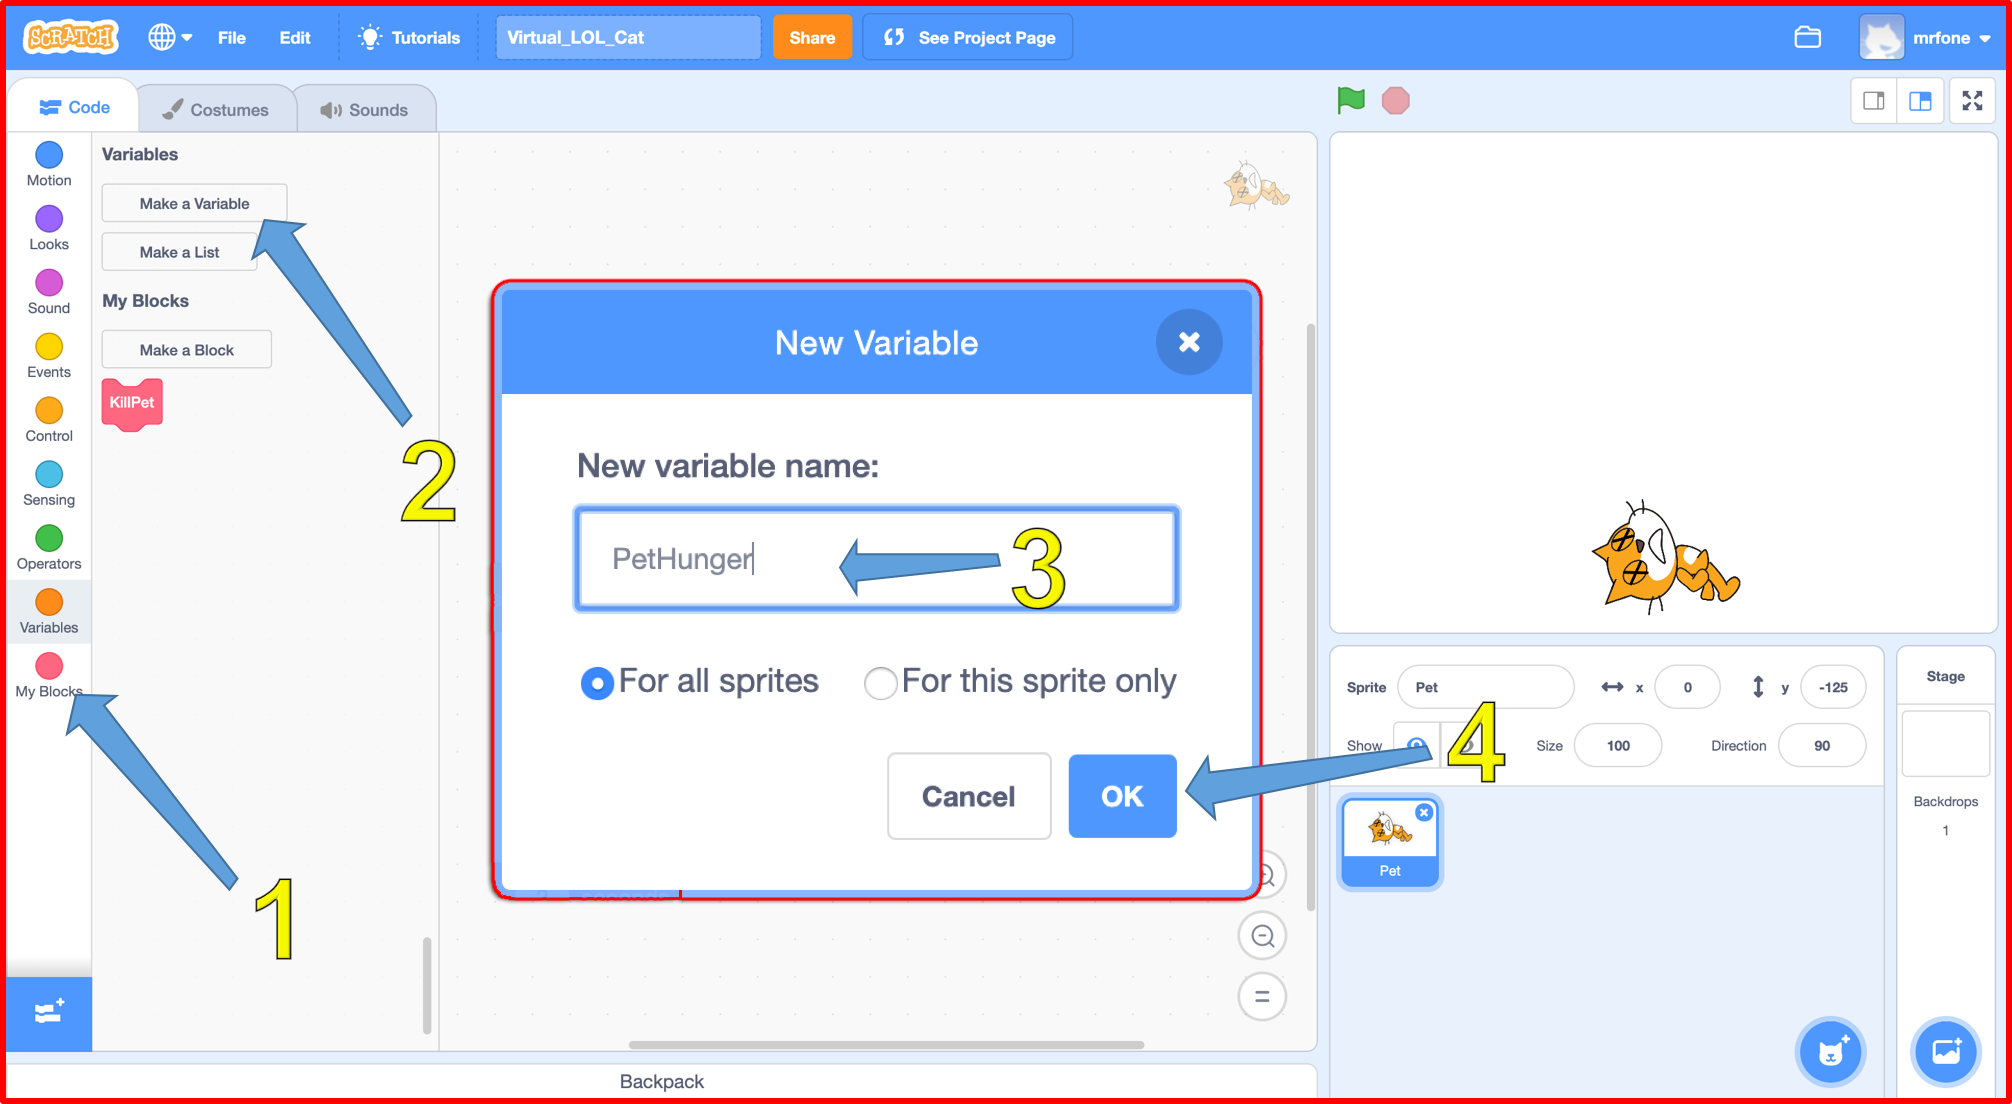 SCRATCH
File
Edit
Tutorials
Virtual_LOL_Cat
Share
See Project Page
mrfone
Code
Costumes
Sounds
Motion
Looks
Sound
Events
Control
Sensing
Operators
Variables
My Blocks
Variables
Make a Variable
Make a List
My Blocks
Make a Block
KillPet
1
2
New Variable
New variable name:
PetHunger
3
For all sprites
For this sprite only
Cancel
OK
4
Sprite
Pet
x
0
y
-125
Show
Size
100
Direction
90
Pet
Stage
Backdrops
1
Backpack